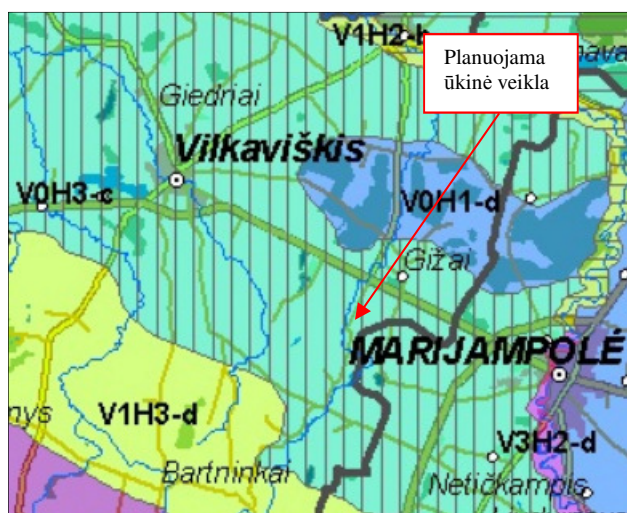 V1H2-b
Planuojama
ūkinė veikla
Giedriai
Vilkaviškis
V0H3-c
V0H1-d
Gižai
MARIJAMPOLĖ
V1H3-d
V3H2-d
Bartninkai
Netičkampis